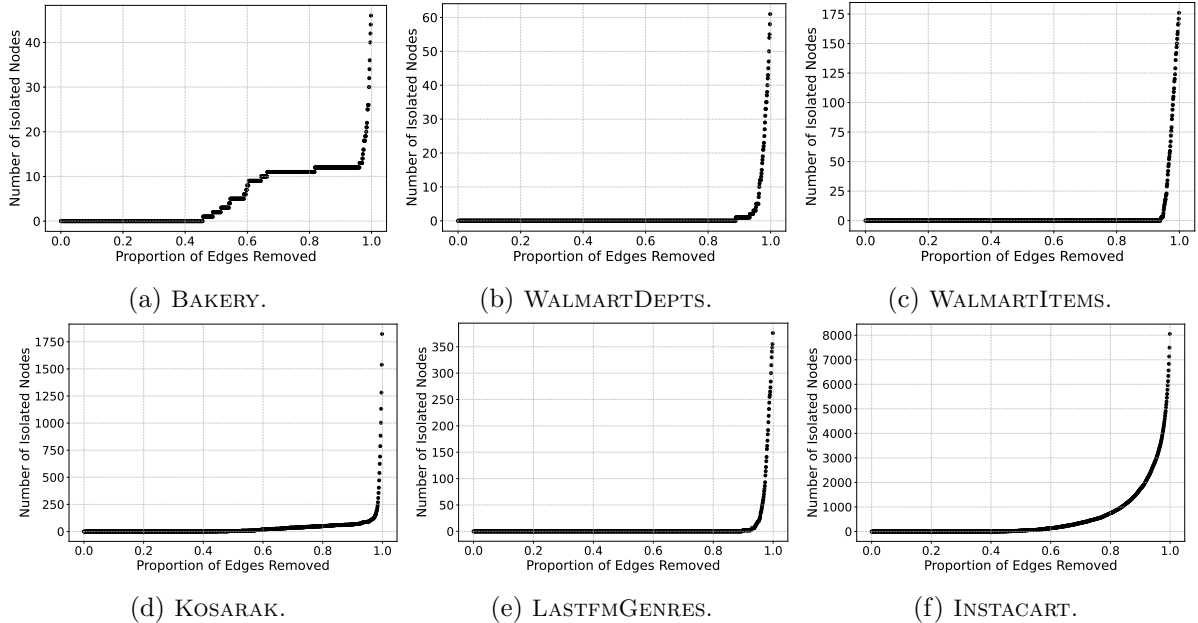 Number of Isolated Nodes
40
30
20
10
0
0.0 0.2 0.4 0.6 0.8 1.0
Proportion of Edges Removed
(a) BAKERY.
Number of Isolated Nodes
60
50
40
30
20
10
0
0.0 0.2 0.4 0.6 0.8 1.0
Proportion of Edges Removed
(b) WALMARTDEPTS.
Number of Isolated Nodes
175
150
125
100
75
50
25
0
0.0 0.2 0.4 0.6 0.8 1.0
Proportion of Edges Removed
(c) WALMARTITEMS.
Number of Isolated Nodes
1750
1500
1250
1000
750
500
250
0
0.0 0.2 0.4 0.6 0.8 1.0
Proportion of Edges Removed
(d) KOSARAK.
Number of Isolated Nodes
350
300
250
200
150
100
50
0
0.0 0.2 0.4 0.6 0.8 1.0
Proportion of Edges Removed
(e) LASTFMGENRES.
Number of Isolated Nodes
8000
7000
6000
5000
4000
3000
2000
1000
0
0.0 0.2 0.4 0.6 0.8 1.0
Proportion of Edges Removed
(f) INSTACART.